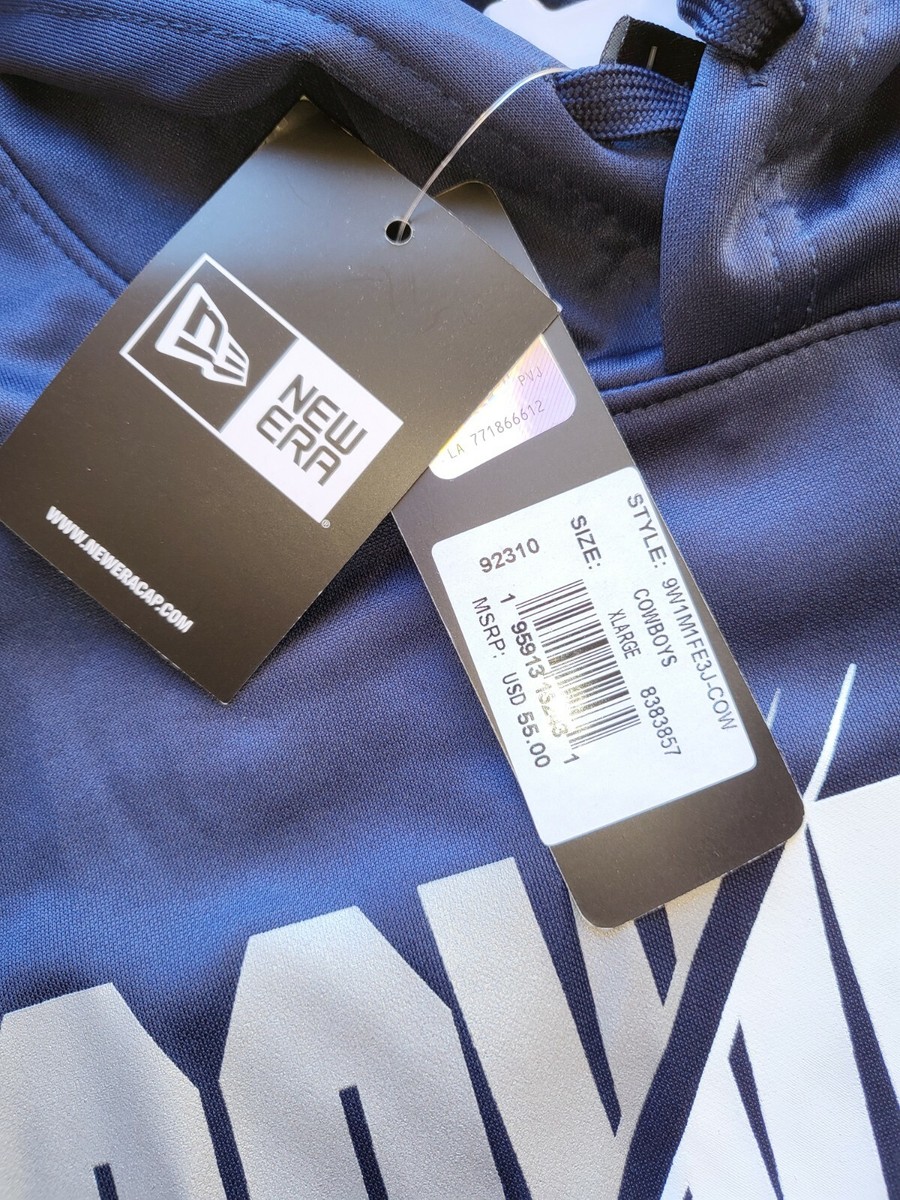 NEW
ERA
®
WWW.NEWERACAP.COM
PVJ
LA 771866612
STYLE: 9W1M1FE3J-COW
COWBOYS 8383857
SIZE: XLARGE
92310
MSRP: USD 55.00